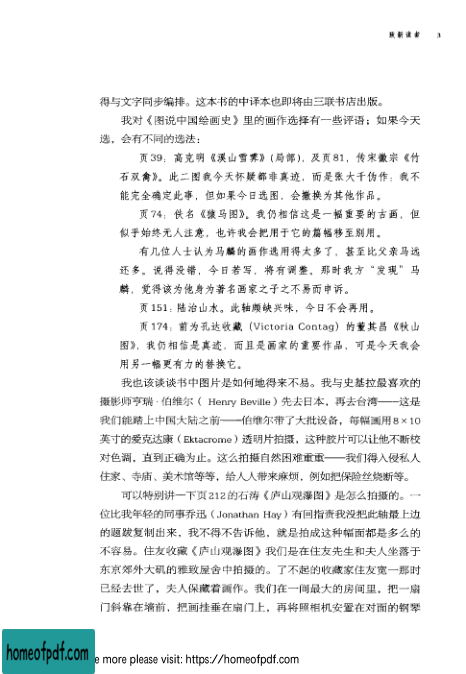 致新读者 3
得与文字同步编排。这本书的中译本也即将由三联书店出版。
我对《图说中国绘画史》里的画作选择有一些评语；如果今天
选，会有不同的选法：
页39：高克明《溪山雪霁》(局部)，及页81，传宋徽宗《竹
石双禽》。此二图我今天怀疑都非真迹，而是张大千伪作；我不
能完全确定此事，但如果今日选图，会撤换为其他作品。
页74：佚名《猿马图》。我仍相信这是一幅重要的古画，但
似乎始终无人注意，也许我会把用于它的篇幅移至别用。
有几位人士认为马麟的画作选用得太多了，甚至比父亲马远
还多。说得没错，今日若写，将有调整。那时我方“发现”马
麟，觉得该为他身为著名画家之子之不易而申诉。
页151：陆治山水。此轴颇缺兴味，今日不会再用。
页174：前为孔达收藏 (Victoria Contag) 的董其昌《秋山
图》，我仍相信是真迹，而且是画家的重要作品，可是今天我会
用另一幅更有力的替换它。
我也该谈谈书中图片是如何地得来不易。我与史基拉最喜欢的
摄影师亨瑞·伯维尔（ Henry Beville）先去日本，再去台湾——这是
我们能踏上中国大陆之前——伯维尔带了大批设备，每幅画用8×10
英寸的爱克达康（Ektacrome）透明片拍摄，这种胶片可以让他不断校
对色调，直到正确为止。这么拍摄自然困难重重——我们得入侵私人
住家、寺庙、美术馆等等，给人人带来麻烦，例如把保险丝烧断等。
可以特别讲一下页212的石涛《庐山观瀑图》是怎么拍摄的。一
位比我年轻的同事乔迅（Jonathan Hay）有回指责我没把此轴最上边
的题跋复制出来，我不得不告诉他，就是拍成这种幅面都是多么的
不容易。住友收藏《庐山观瀑图》我们是在住友先生和夫人坐落于
东京郊外大矶的雅致屋舍中拍摄的。了不起的收藏家住友宽一那时
已经去世了，夫人保藏着画作。我们在一间最大的房间里，把一扇
门斜靠在墙前，把画挂垂在扇门上，再将照相机安置在对面的钢琴
homeofpdf.com
e more please visit: https://homeofpdf.com